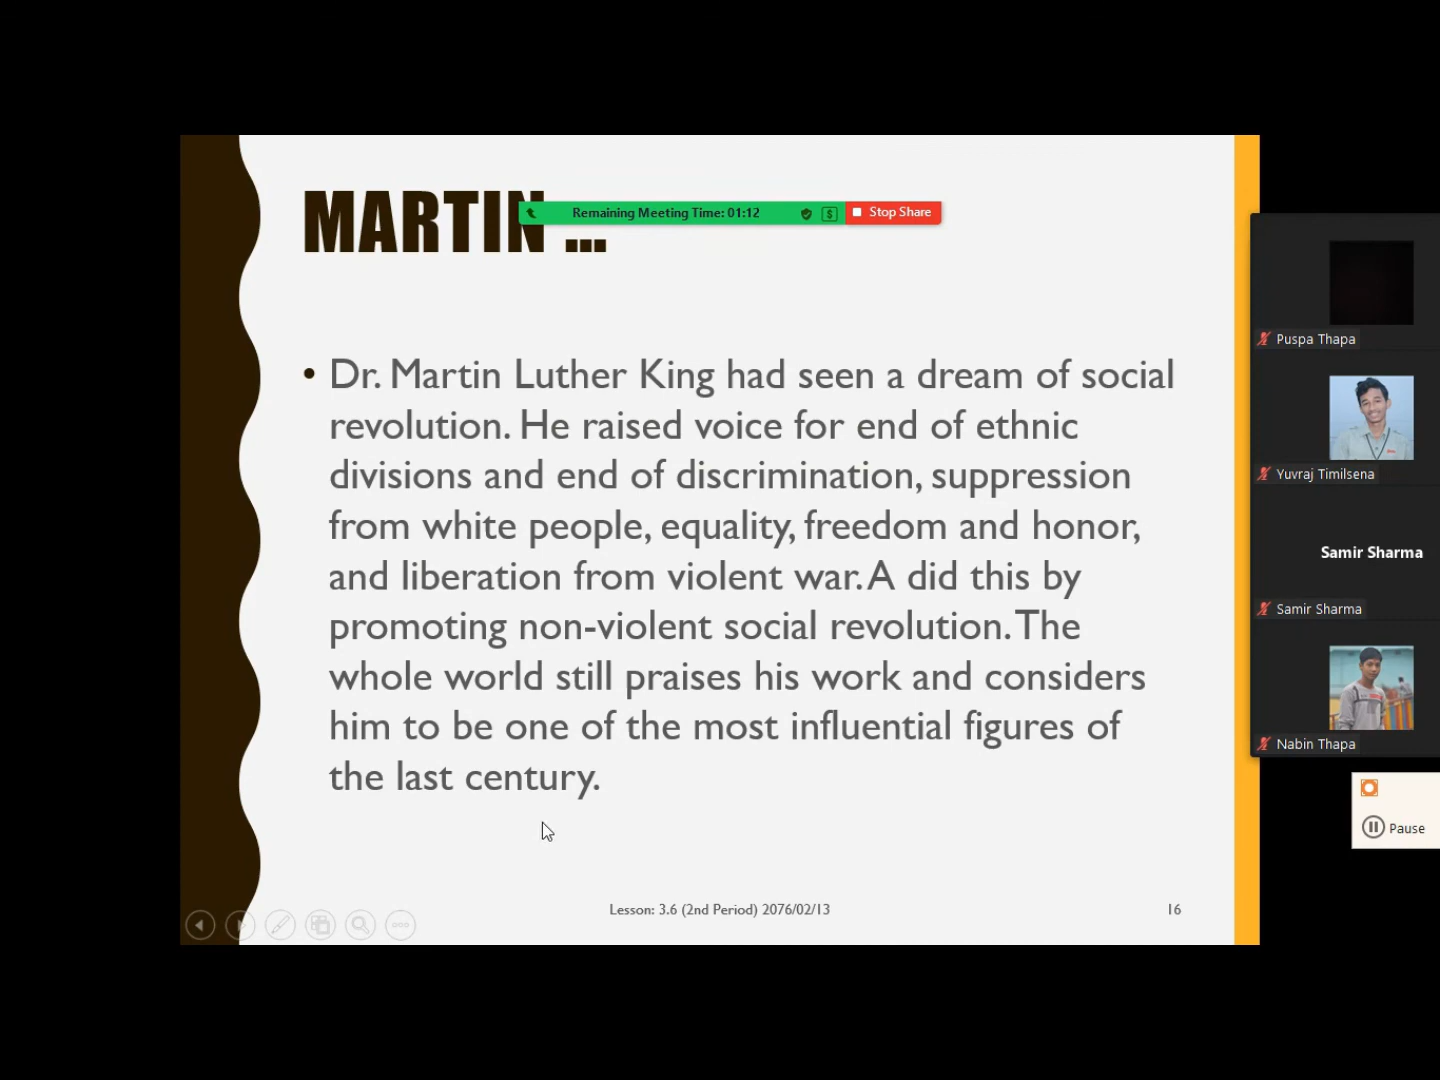 MARTIN ...
Remaining Meeting Time: 01:12
Stop Share
• Dr. Martin Luther King had seen a dream of social
revolution. He raised voice for end of ethnic
divisions and end of discrimination, suppression
from white people, equality, freedom and honor,
and liberation from violent war. A did this by
promoting non-violent social revolution. The
whole world still praises his work and considers
him to be one of the most influential figures of
the last century.
Lesson: 3.6 (2nd Period) 2076/02/13
16
Puspa Thapa
Yuvraj Timilsena
Samir Sharma
Samir Sharma
Nabin Thapa
Pause